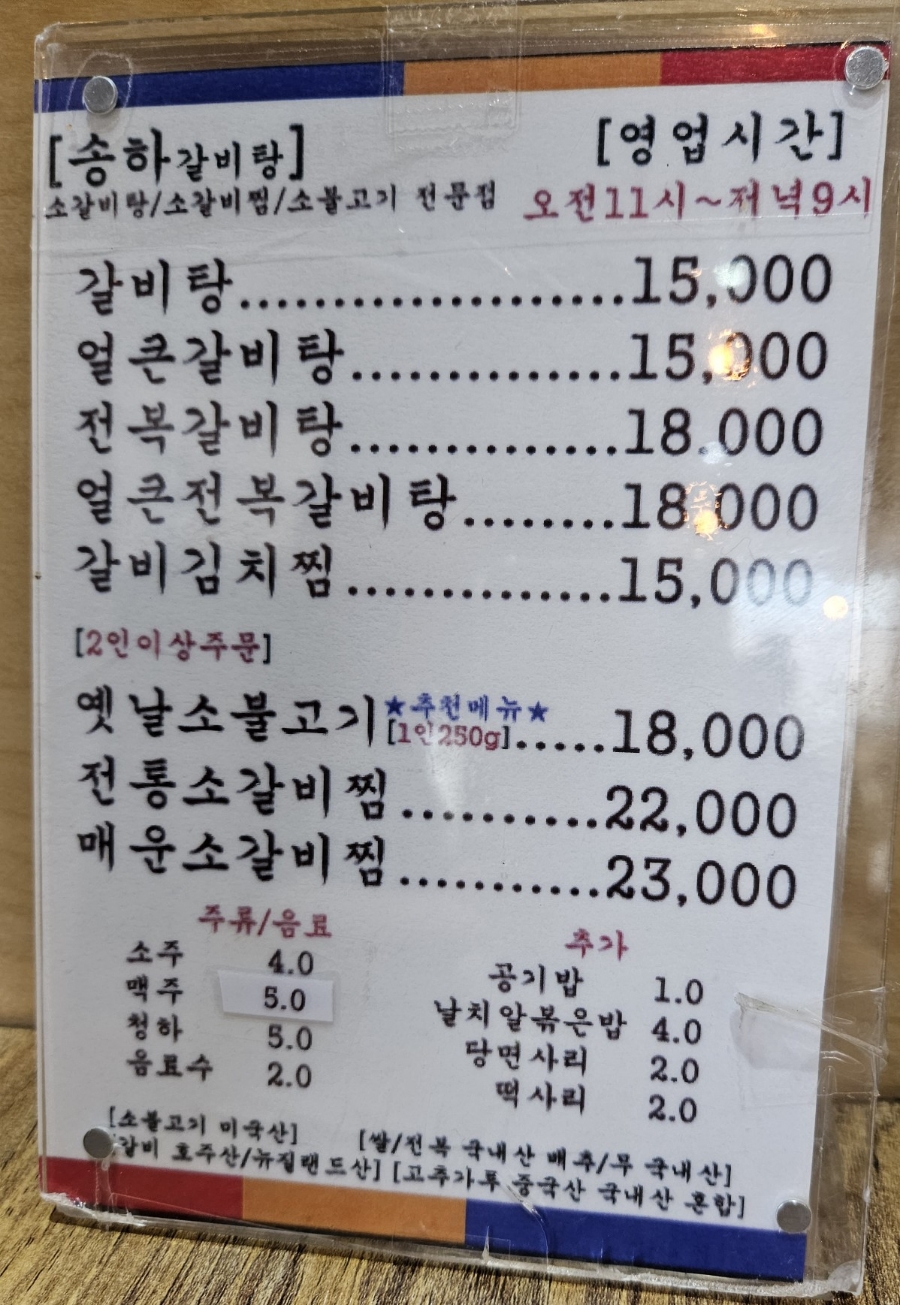 [송하갈비탕]
소갈비탕/소갈비찜/소불고기 전문점
[영업시간]
오전11시~저녁9시
갈비탕....................15,000
얼큰갈비탕..............15,000
전복갈비탕..............18,000
얼큰전복갈비탕........18,000
갈비김치찜..............15,000
[2인이상주문]
옛날소불고기★추천메뉴★[1인250g].....18,000
전통소갈비찜..........22,000
매운소갈비찜...........23,000
주류/음료
소주 4.0
맥주 5.0
청하 5.0
음료수 2.0
추가
공기밥 1.0
날치알볶은밥 4.0
당면사리 2.0
떡사리 2.0
[소불고기 미국산]
갈비 호주산/뉴질랜드산]
[쌀/전복 국내산 배추/무 국내산]
[고추가루 중국산 국내산 혼합]